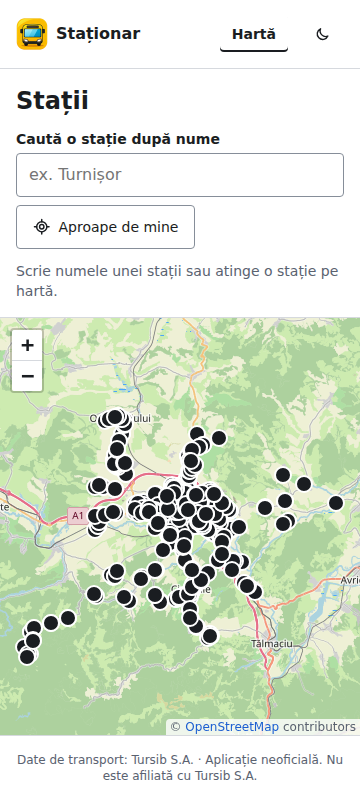 Staționar
Hartă
Stații
Caută o stație după nume
ex. Turnișor
Aproape de mine
Scrie numele unei stații sau atinge o stație pe
hartă.
+
−
A1
Tălmaciu
© OpenStreetMap contributors
Date de transport: Tursib S.A. · Aplicație neoficială. Nu
este afiliată cu Tursib S.A.